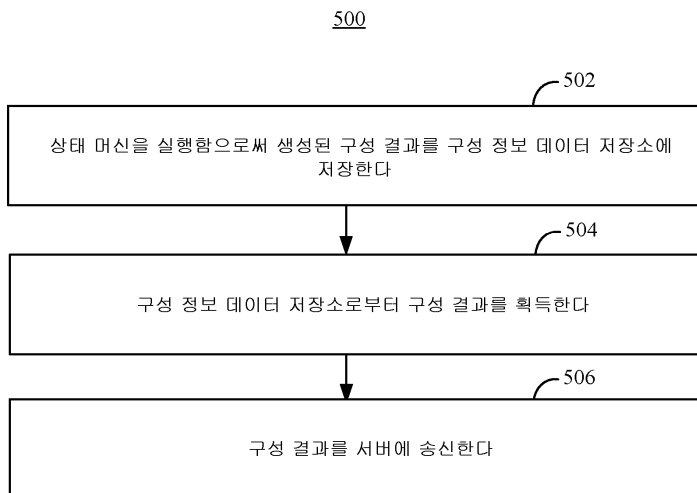 500
502
상태 머신을 실행함으로써 생성된 구성 결과를 구성 정보 데이터 저장소에
저장한다
504
구성 정보 데이터 저장소로부터 구성 결과를 획득한다
506
구성 결과를 서버에 송신한다